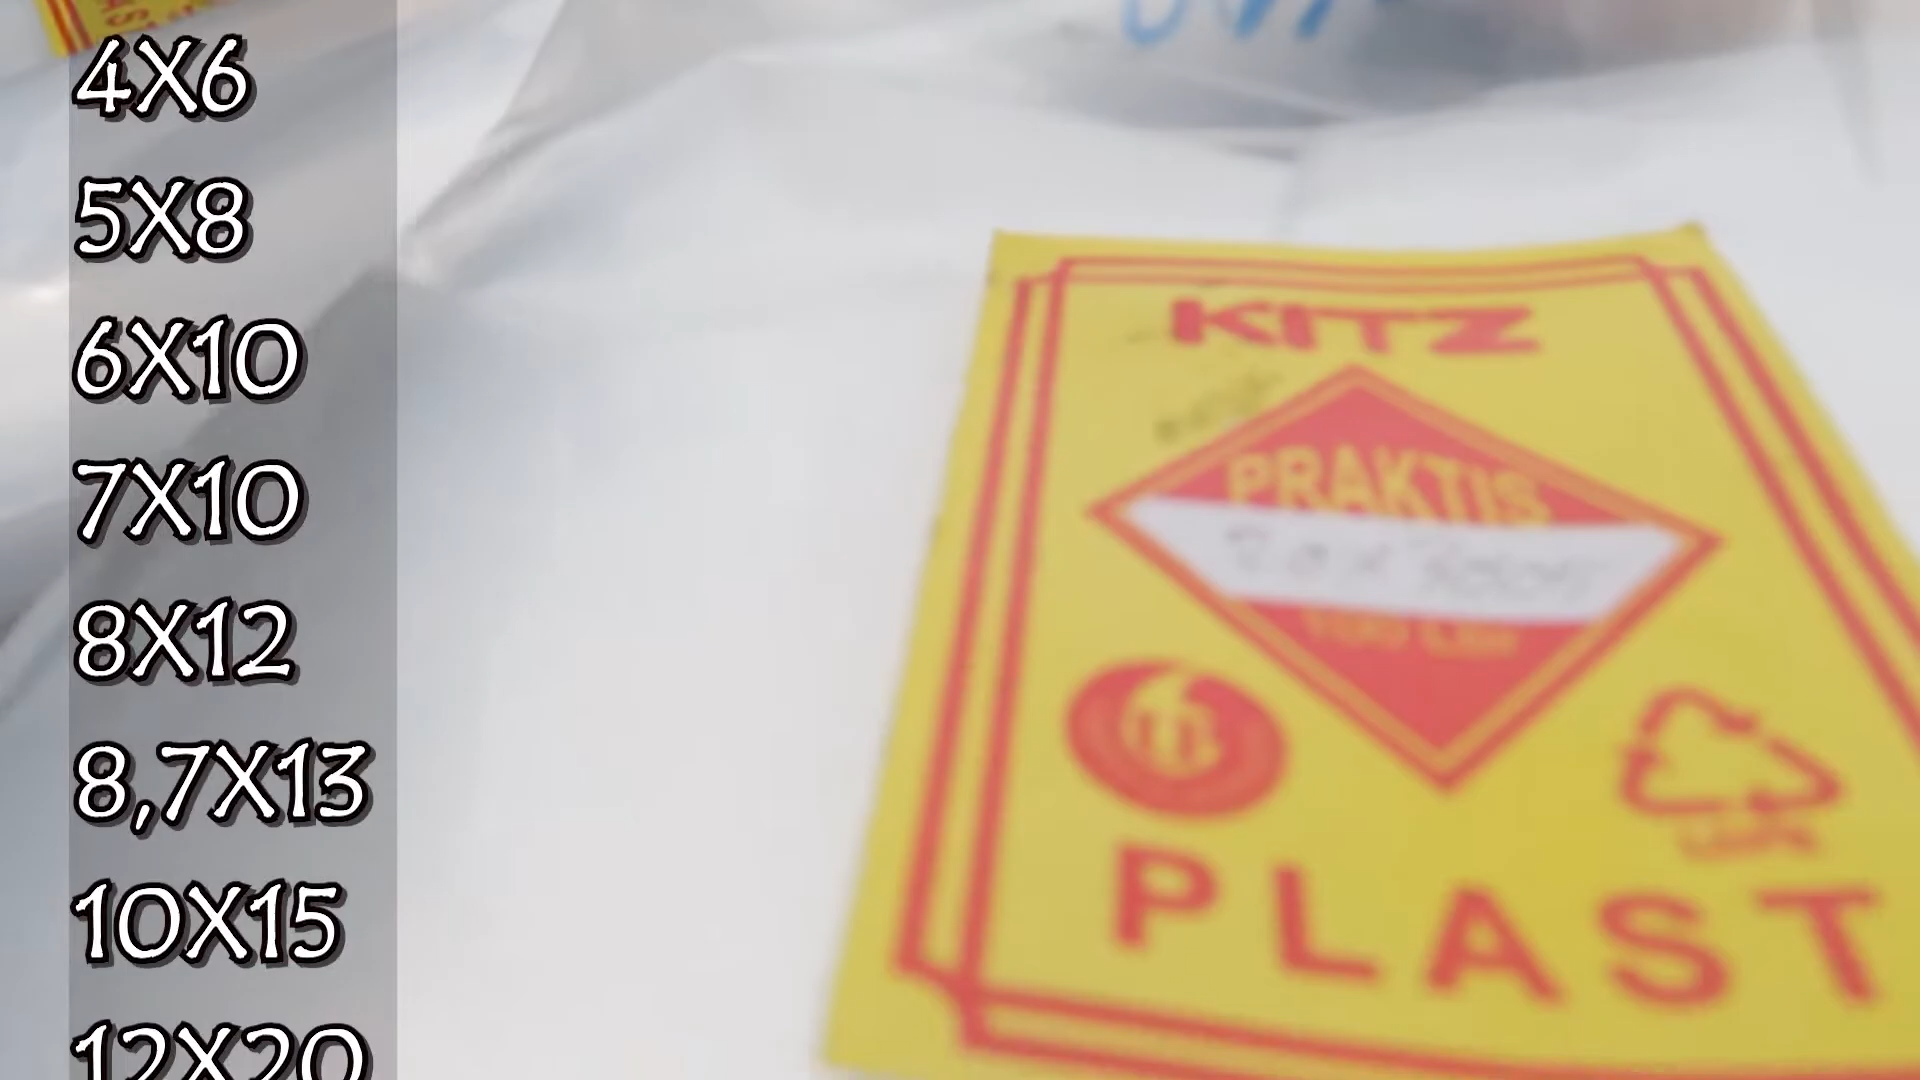 4X6
5X8
6X10
7X10
8X12
8,7X13
10X15
12X20
KITZ
PRAKTIS
PLAST